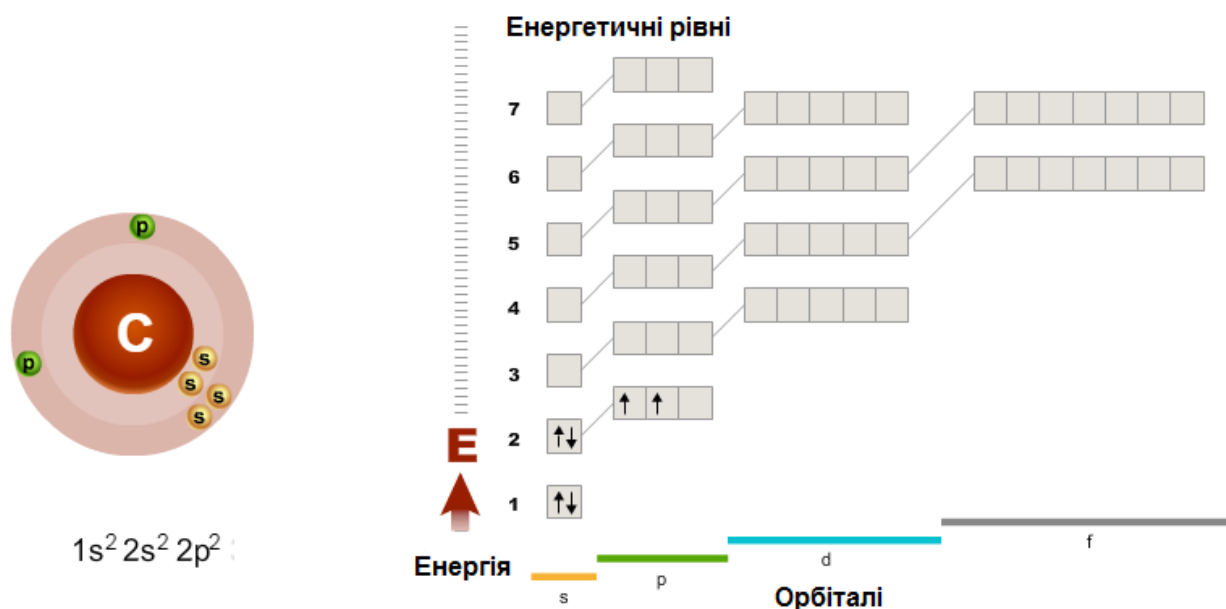 Енергетичні рівні
7
6
5
4
3
2
1
E
Енергія
s
p
d
f
Орбіталі
p
p
C
s
s
s
s
1s² 2s² 2p²